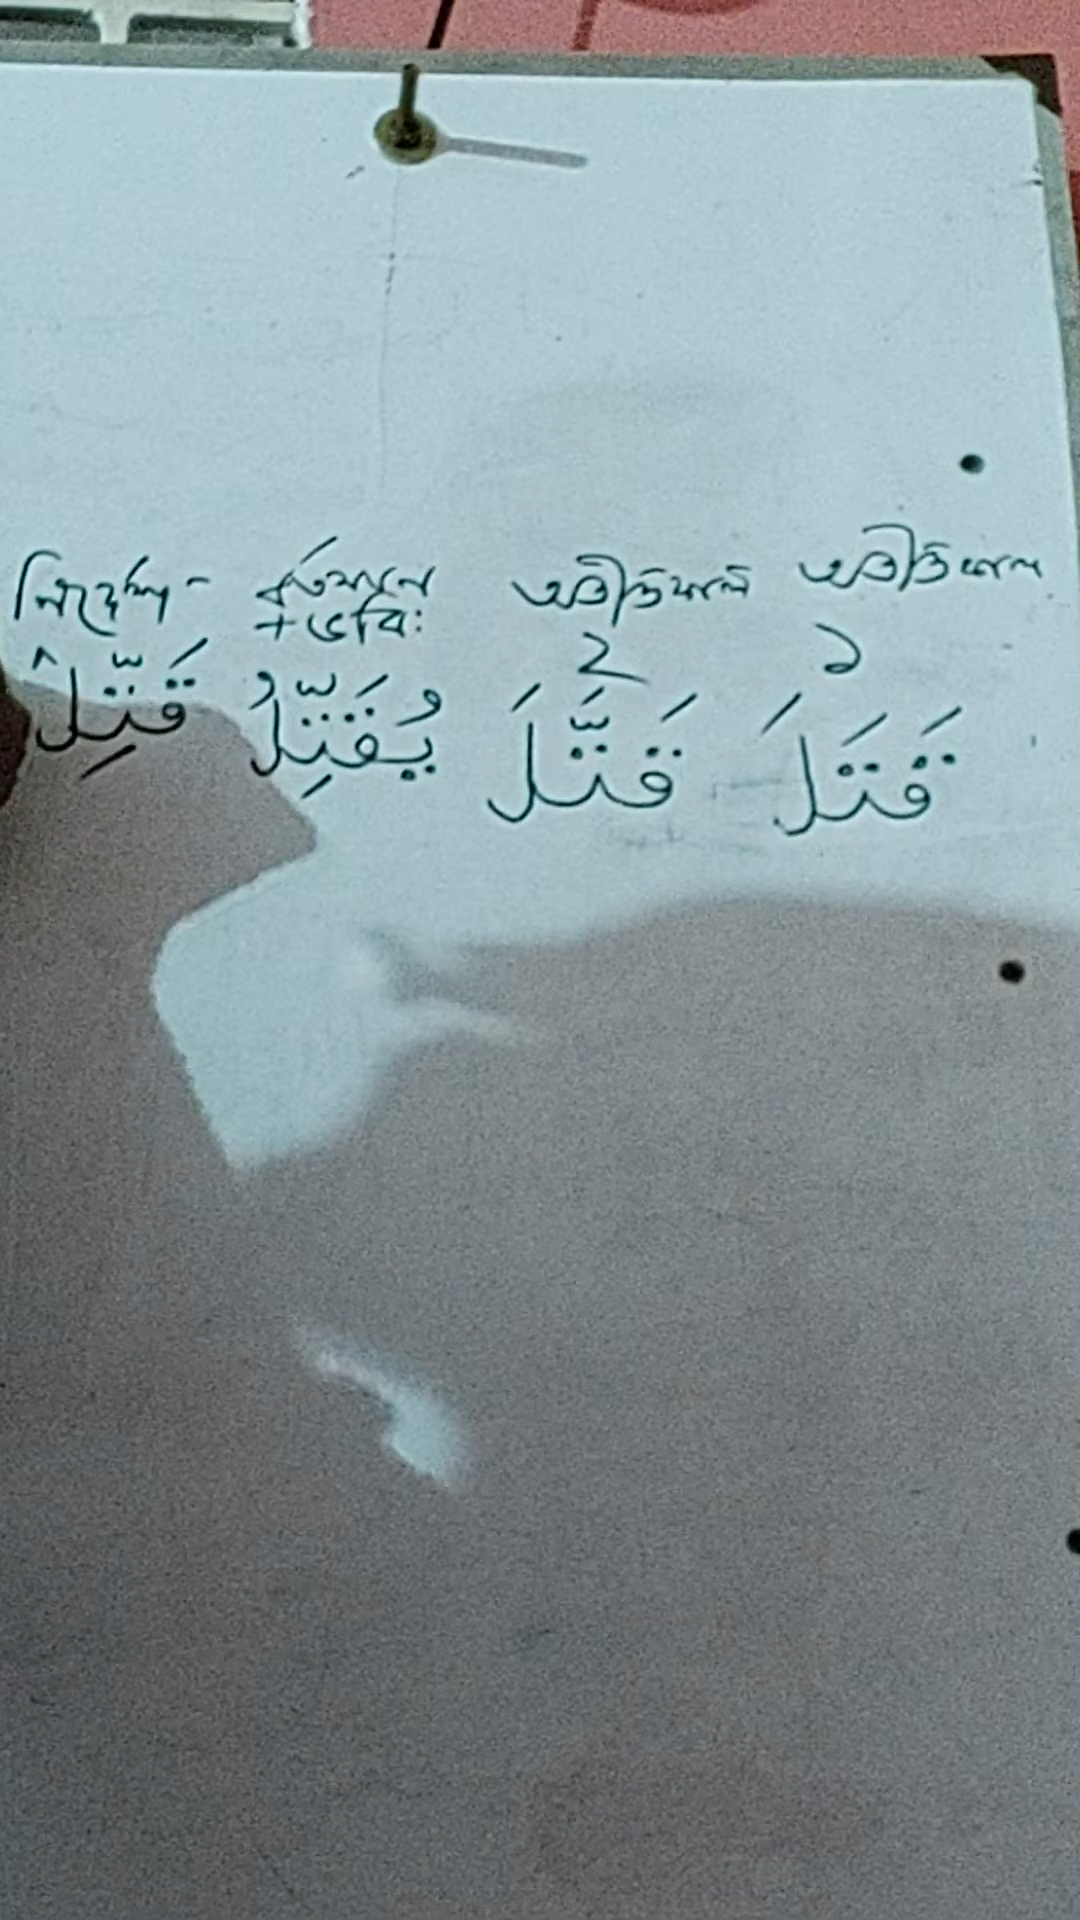 অতীতকাল অতীতকাল বর্তমান নির্দেশ-
১ ২ + ভবি:
قَتَلَ قَتَّلَ يُقَتِّلُ قَتِّلْ